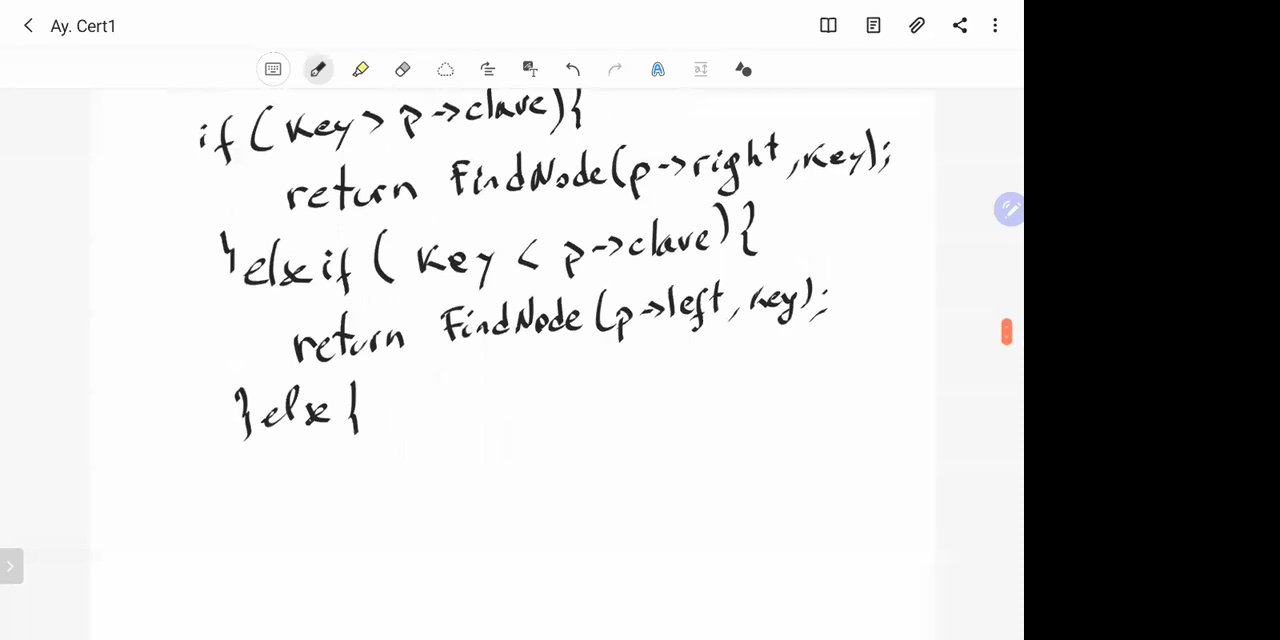 Ay. Cert1
if (Key > p->clave){
return FindNode(p->right, Key);
}else if ( Key < p->clave){
return FindNode(p->left, Key);
}else {